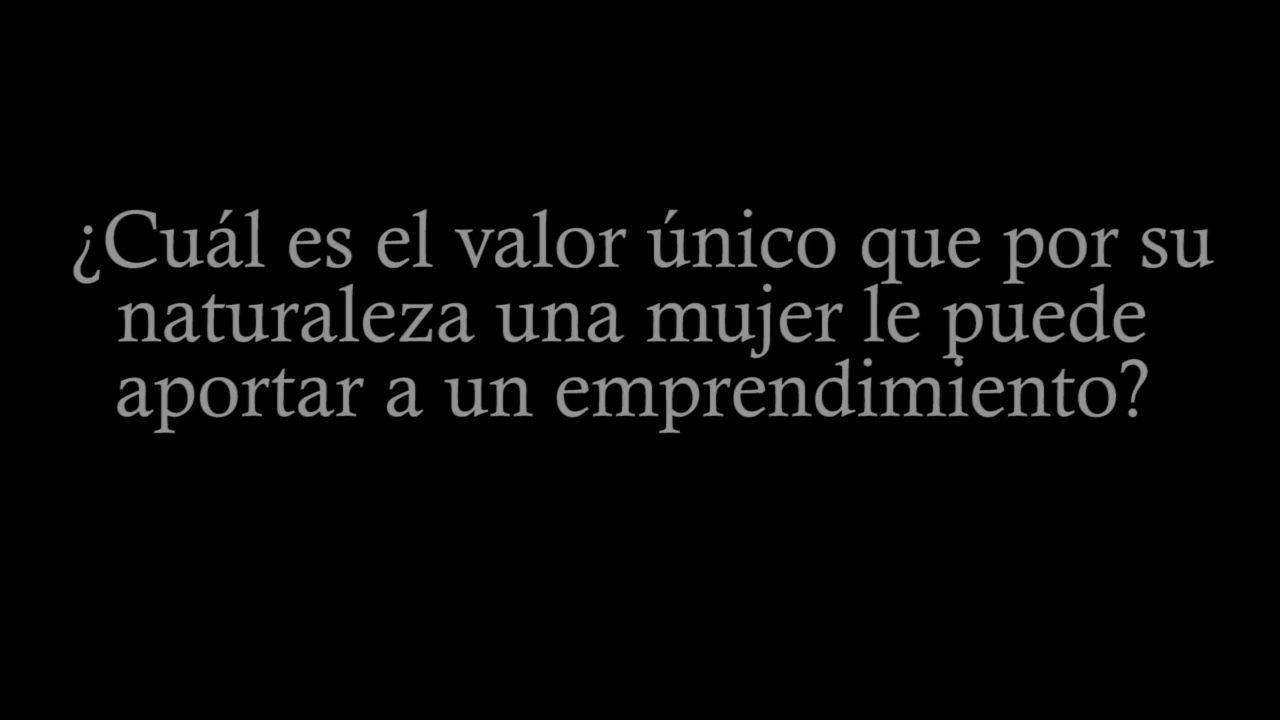 ¿Cuál es el valor único que por su
naturaleza una mujer le puede
aportar a un emprendimiento?